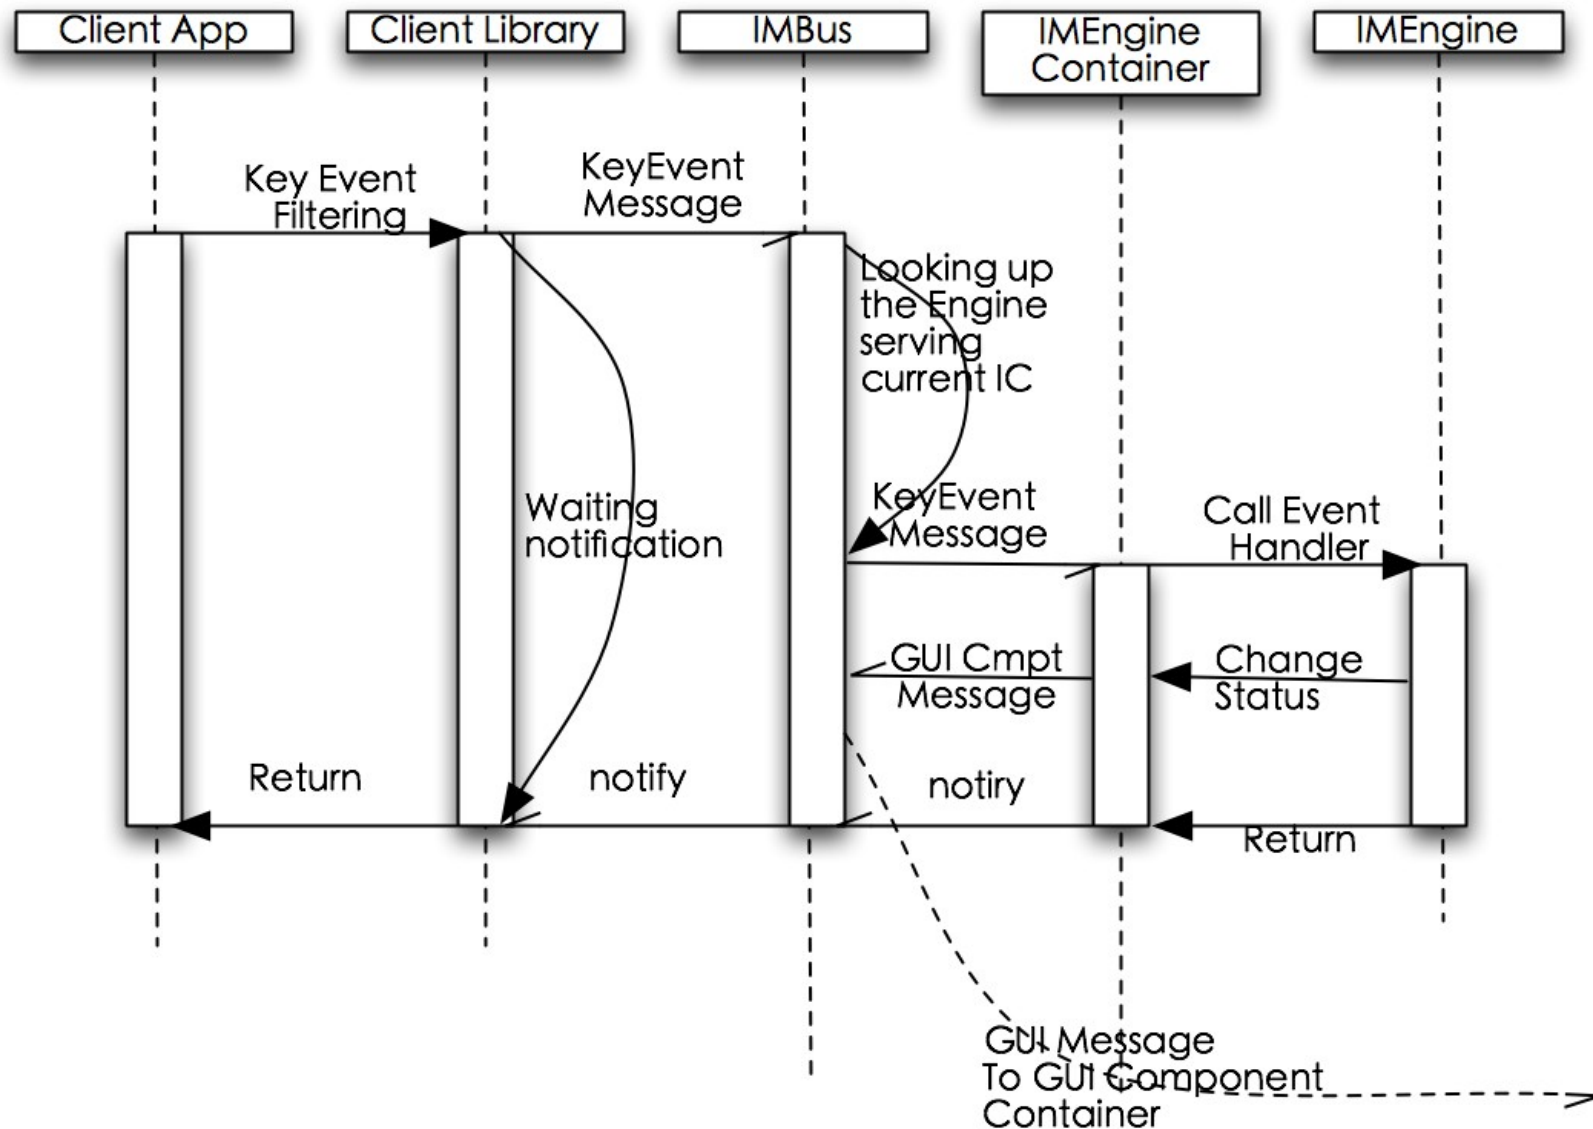 Client App
Client Library
IMBus
IMEngine
Container
IMEngine
Key Event
Filtering
KeyEvent
Message
Looking up
the Engine
serving
current IC
Waiting
notification
KeyEvent
Message
Call Event
Handler
GUI Cmpt
Message
Change
Status
Return
notify
notiry
Return
GUI Message
To GUI Component
Container